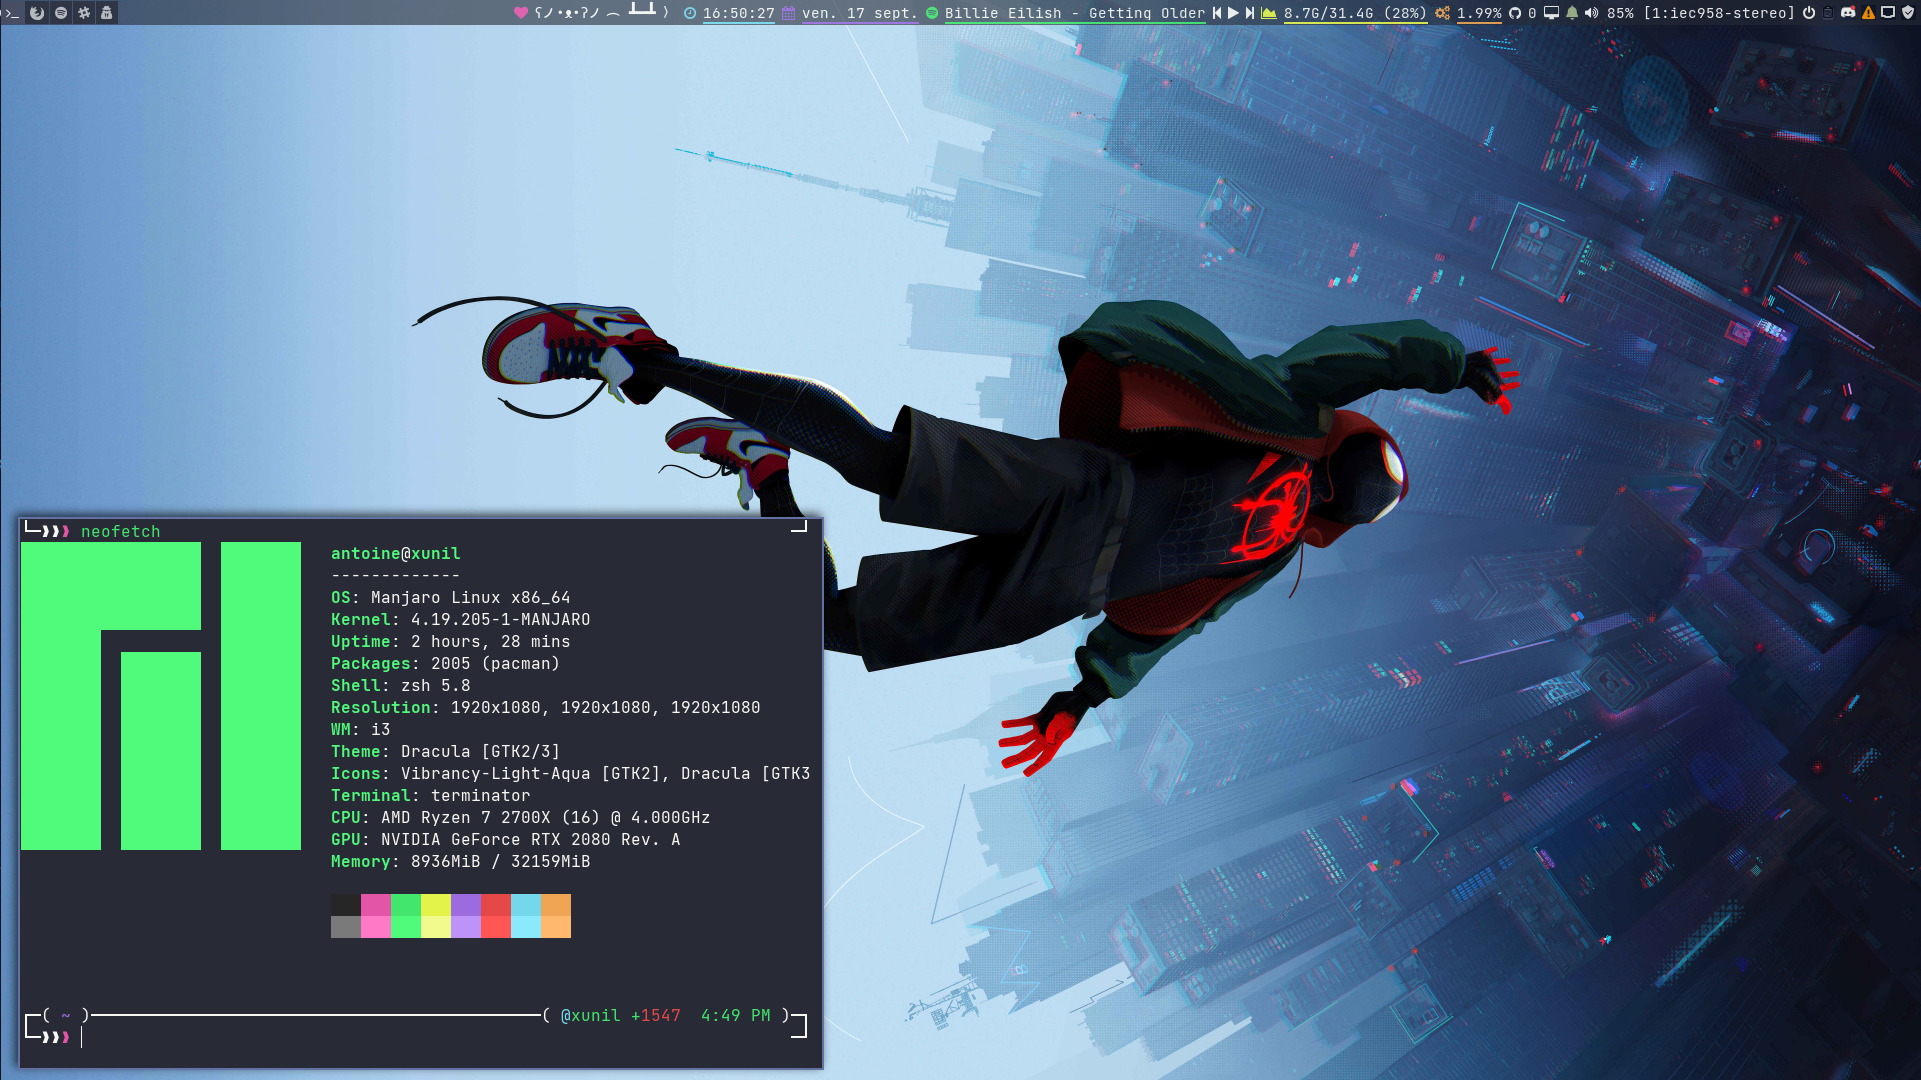 ʕノ•ᴥ•ʔノ ︵ ┻━┻ ) 16:50:27 ven. 17 sept. Billie Eilish - Getting Older 8.7G/31.4G (28%) 1.99% 0 85% [1:iec958-stereo]
neofetch
antoine@xunil
-------------
OS: Manjaro Linux x86_64
Kernel: 4.19.205-1-MANJARO
Uptime: 2 hours, 28 mins
Packages: 2005 (pacman)
Shell: zsh 5.8
Resolution: 1920x1080, 1920x1080, 1920x1080
WM: i3
Theme: Dracula [GTK2/3]
Icons: Vibrancy-Light-Aqua [GTK2], Dracula [GTK3
Terminal: terminator
CPU: AMD Ryzen 7 2700X (16) @ 4.000GHz
GPU: NVIDIA GeForce RTX 2080 Rev. A
Memory: 8936MiB / 32159MiB
( ~ ) ( @xunil +1547 4:49 PM )